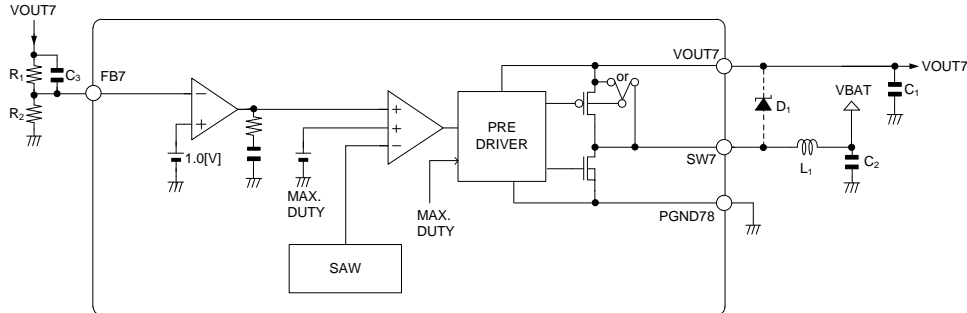 VOUT7
R1
C3
FB7
R2
−
+
1.0[V]
MAX.
DUTY
+
+
−
SAW
MAX.
DUTY
PRE
DRIVER
or
VOUT7
SW7
PGND78
D1
L1
VBAT
C1
C2
VOUT7